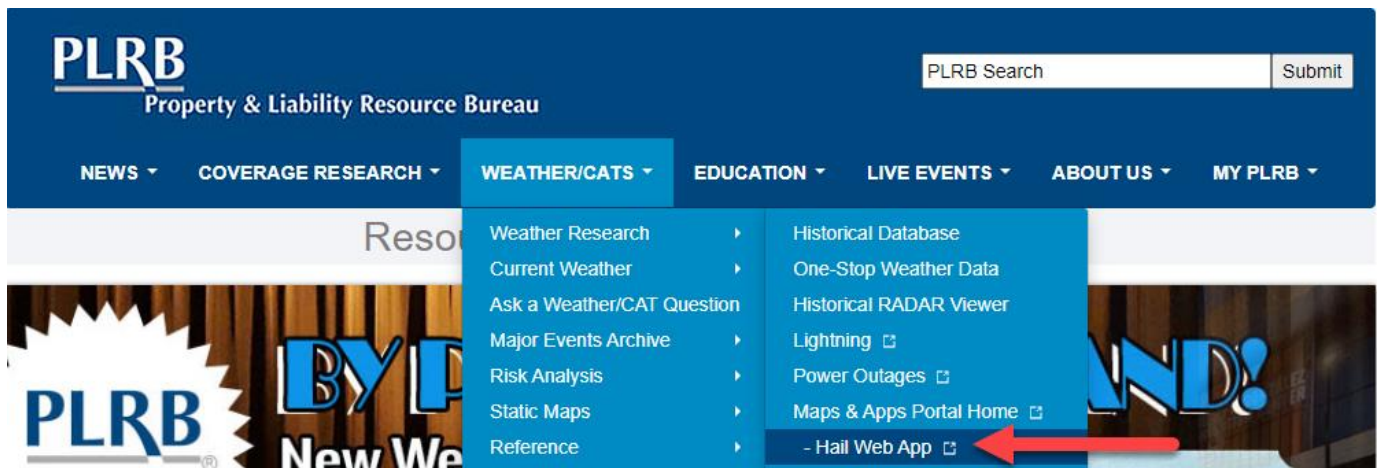 PLRB
Property & Liability Resource Bureau
PLRB Search Submit
NEWS COVERAGE RESEARCH WEATHER/CATS EDUCATION LIVE EVENTS ABOUT US MY PLRB
Weather Research
Current Weather
Ask a Weather/CAT Question
Major Events Archive
Risk Analysis
Static Maps
Reference
Historical Database
One-Stop Weather Data
Historical RADAR Viewer
Lightning
Power Outages
Maps & Apps Portal Home
- Hail Web App
PLRB
®
BY
New